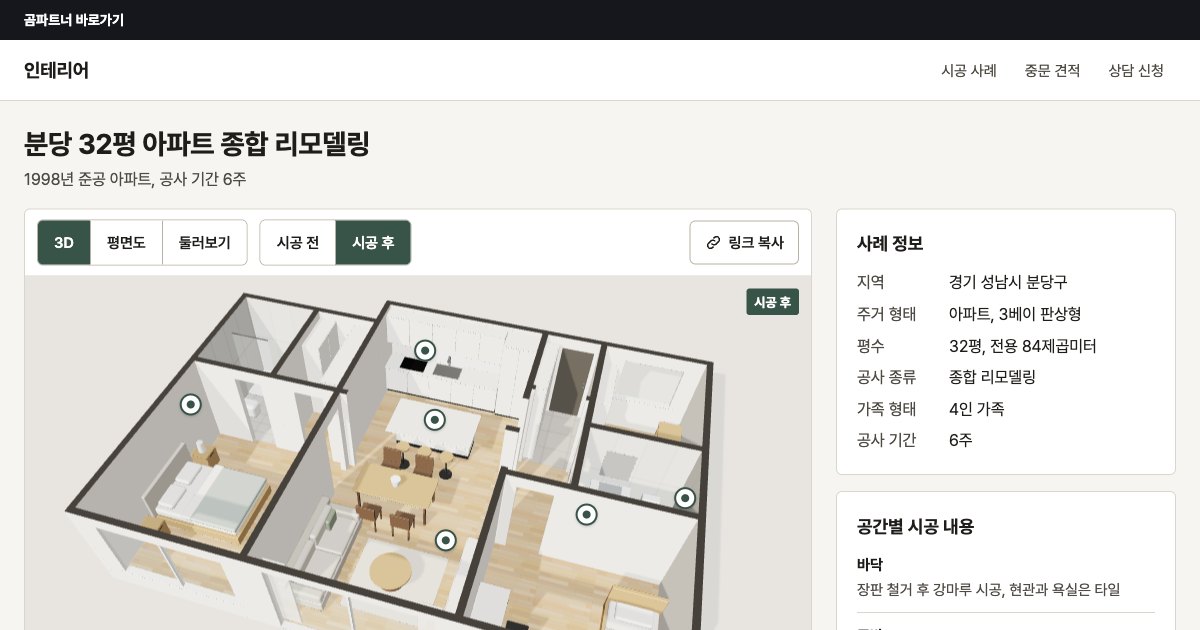 곰파트너 바로가기
인테리어
시공 사례
중문 견적
상담 신청
분당 32평 아파트 종합 리모델링
1998년 준공 아파트, 공사 기간 6주
3D
평면도
둘러보기
시공 전
시공 후
링크 복사
시공 후
사례 정보
지역 경기 성남시 분당구
주거 형태 아파트, 3베이 판상형
평수 32평, 전용 84제곱미터
공사 종류 종합 리모델링
가족 형태 4인 가족
공사 기간 6주
공간별 시공 내용
바닥
장판 철거 후 강마루 시공, 현관과 욕실은 타일